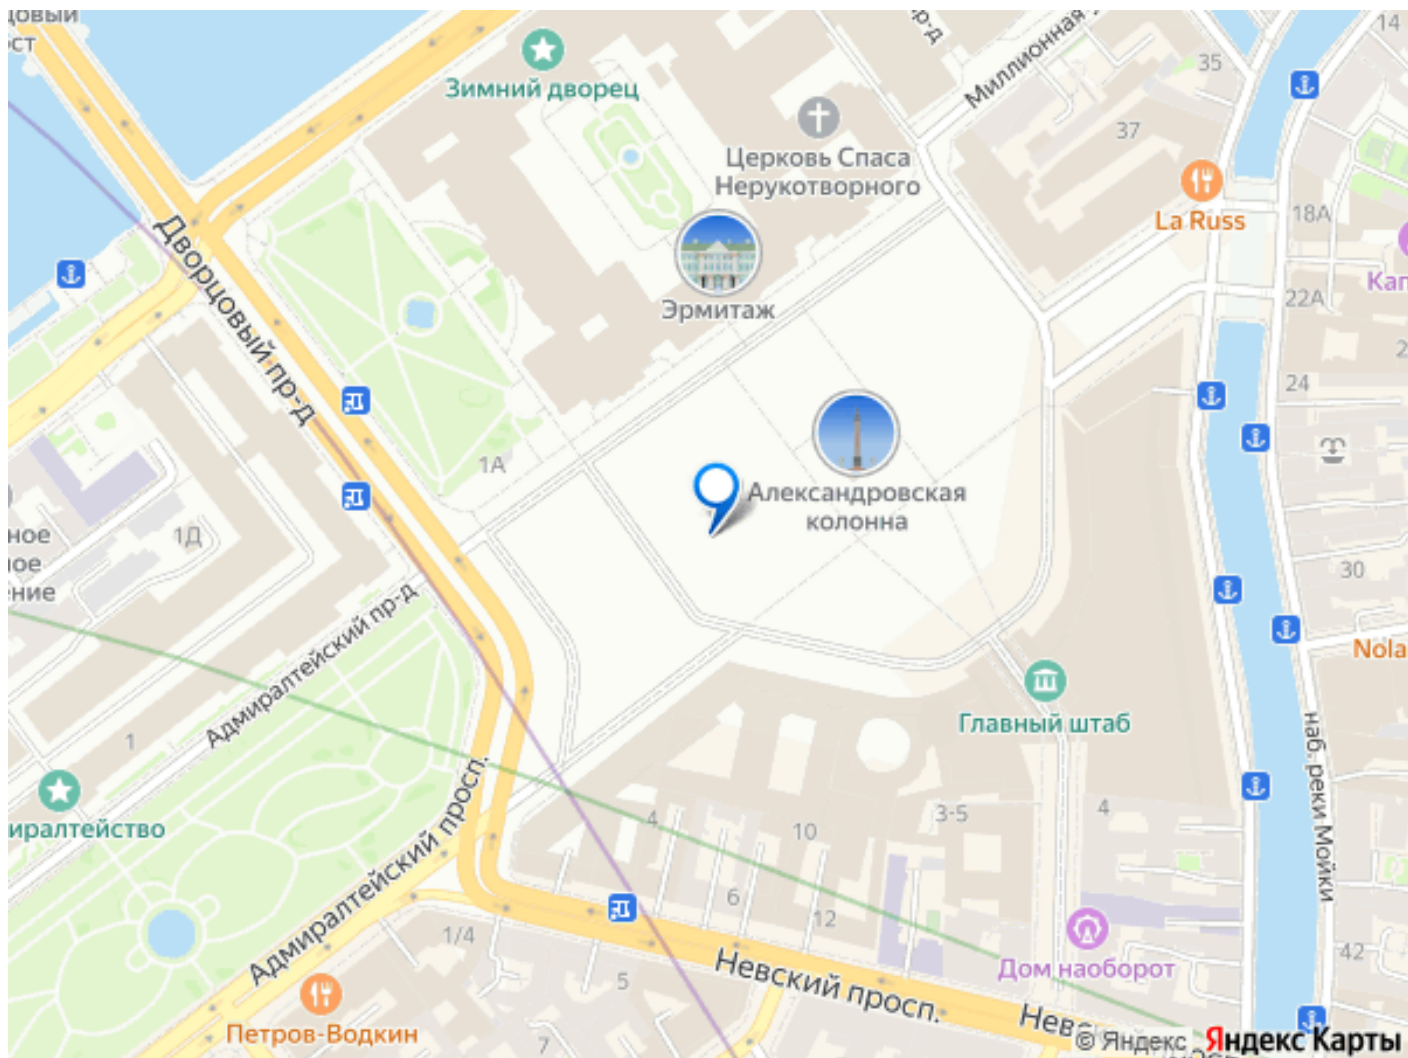 Зимний дворец
Миллионная
35
14
37
Церковь Спаса
Нерукотворного
La Russ
18А
22А
Эрмитаж
Дворцовый пр-д
24
1А
Александровская
колонна
1Д
30
Адмиралтейский пр-д
Главный штаб
наб. реки Мойки
1
Адмиралтейский просп.
4
10
3-5
4
6
12
1/4
5
Невский просп.
Дом наоборот
42
Петров-Водкин
7
© Яндекс Яндекс Карты